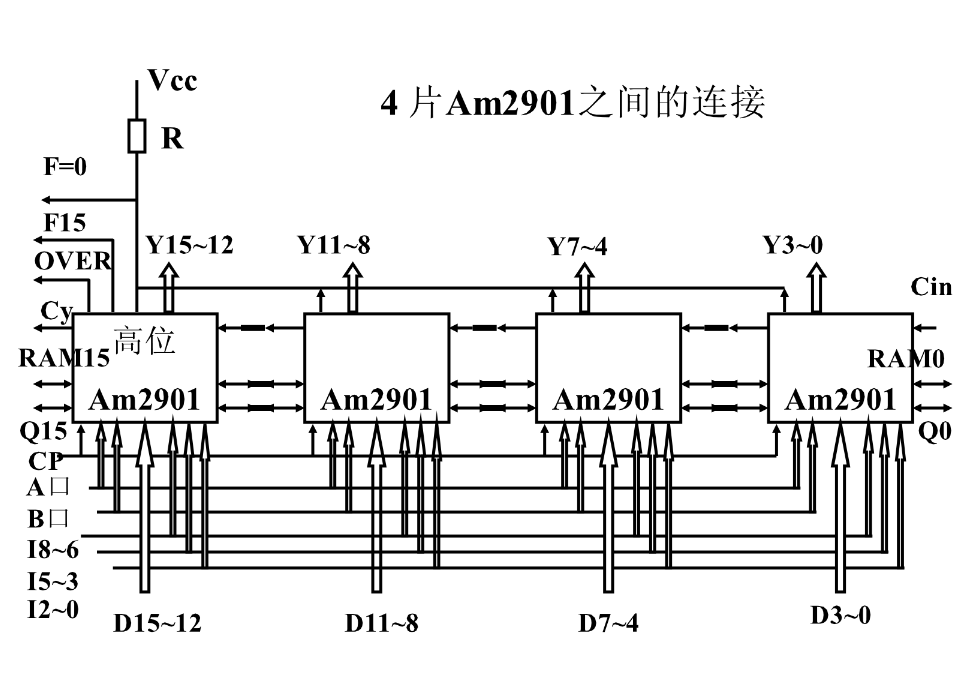 Vcc
4 片Am2901之间的连接
R
F=0
F15
Y15~12
Y11~8
Y7~4
Y3~0
OVER
Cin
Cy
高位
RAM15
RAM0
Am2901
Am2901
Am2901
Am2901
Q15
Q0
CP
A口
B口
I8~6
I5~3
I2~0
D15~12
D11~8
D7~4
D3~0